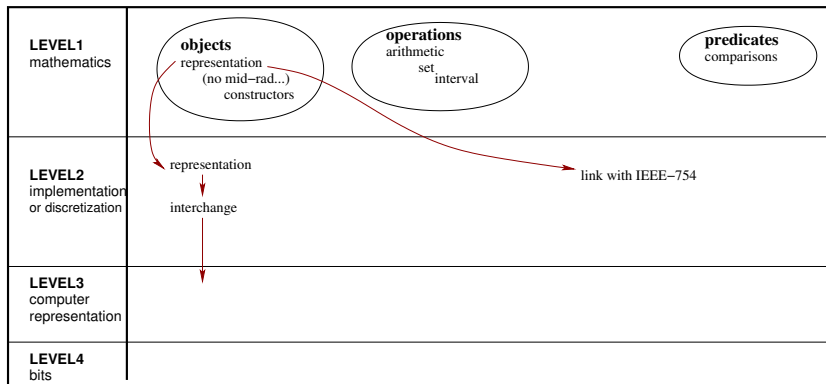 LEVEL1
mathematics
objects
representation
(no mid−rad...)
constructors
operations
arithmetic
set
interval
predicates
comparisons
LEVEL2
implementation
or discretization
representation
interchange
link with IEEE−754
LEVEL3
computer
representation
LEVEL4
bits